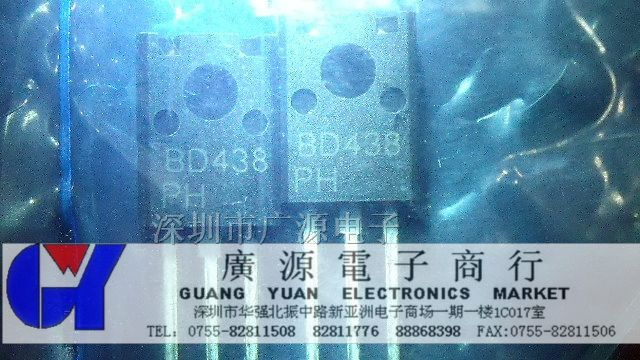 BD438
PH
BD438
PH
深圳市广源电子
GY
廣源電子商行
GUANG YUAN ELECTRONICS MARKET
深圳市华强北振中路新亚洲电子商场一期一楼1C017室
TEL: 0755-82811508 82811776 88868398 FAX:0755-82811506